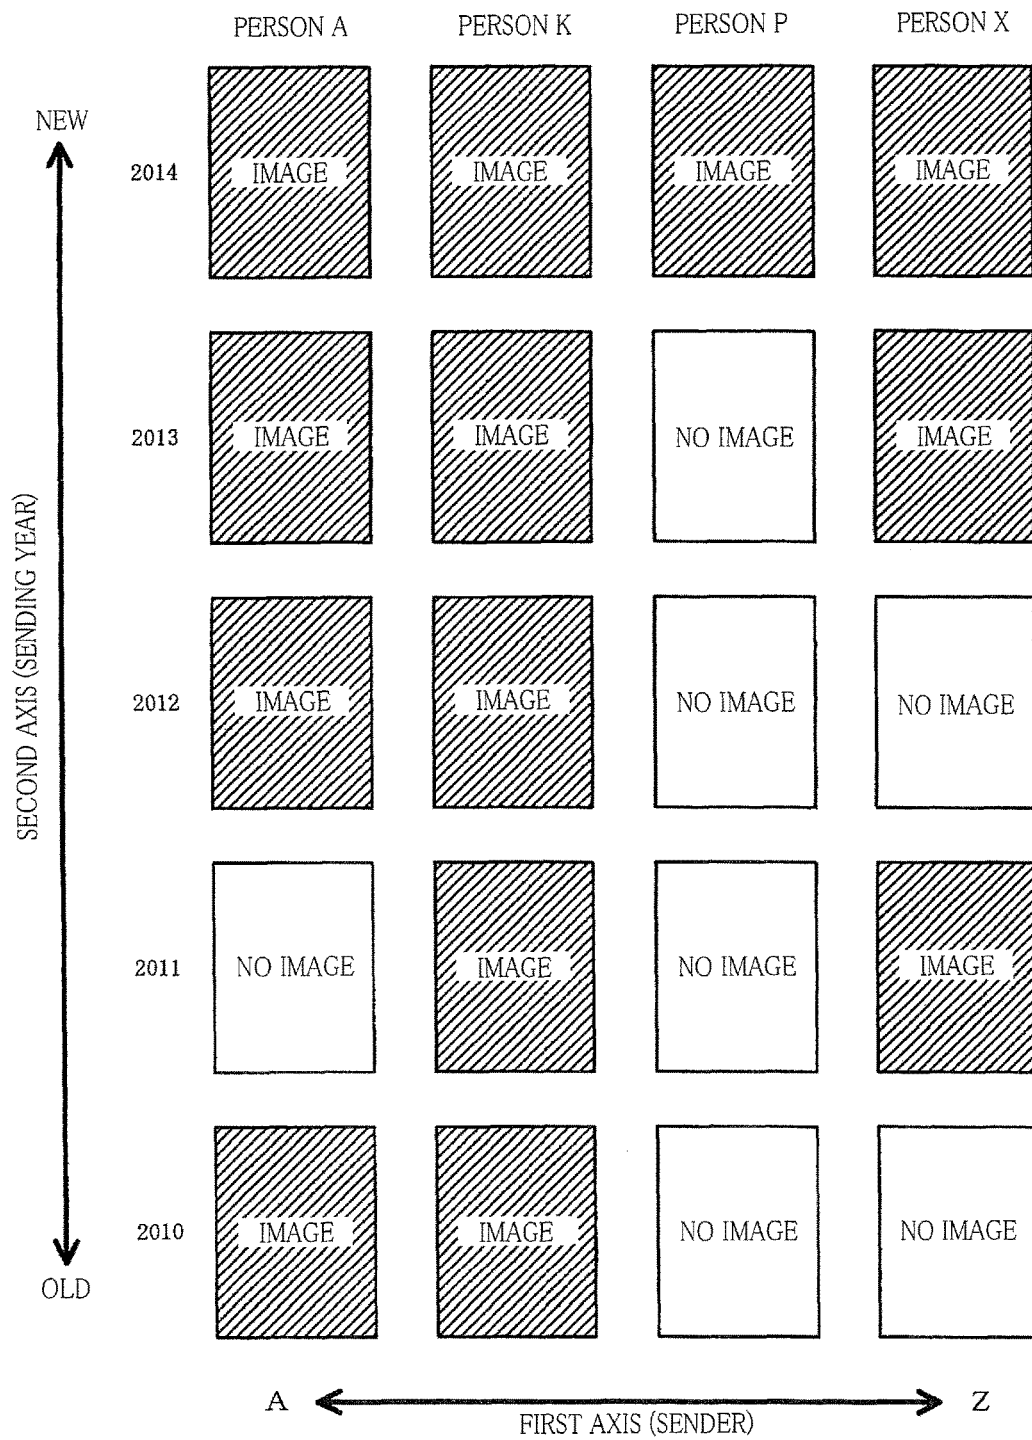 PERSON A PERSON K PERSON P PERSON X
NEW
2014 IMAGE IMAGE IMAGE IMAGE
2013 IMAGE IMAGE NO IMAGE IMAGE
SECOND AXIS (SENDING YEAR)
2012 IMAGE IMAGE NO IMAGE NO IMAGE
2011 NO IMAGE IMAGE NO IMAGE IMAGE
2010 IMAGE IMAGE NO IMAGE NO IMAGE
OLD
A Z
FIRST AXIS (SENDER)